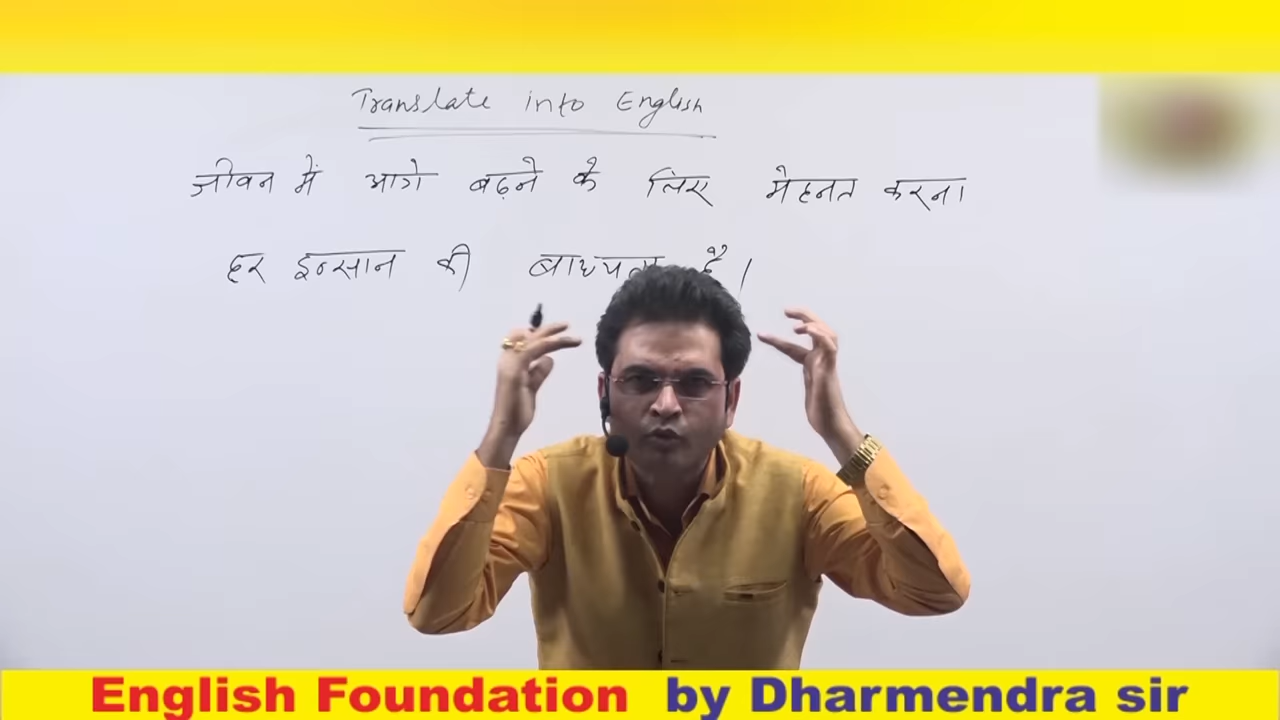 Translate into English
जीवन में आगे बढ़ने के लिए मेहनत करना
हर इन्सान की बाध्यता है।
English Foundation by Dharmendra sir